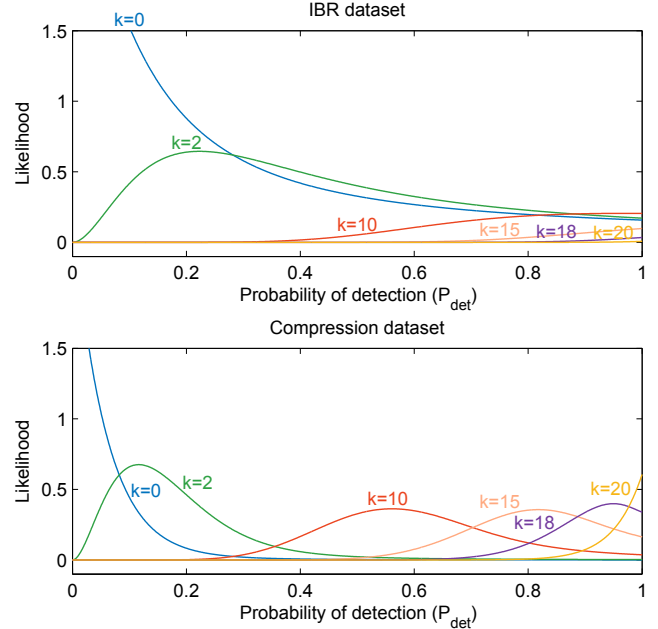 IBR dataset
1.5
k=0
1
Likelihood
k=2
0.5
k=10
k=15
k=18
k=20
0
0 0.2 0.4 0.6 0.8 1
Probability of detection (P_det)
Compression dataset
1.5
1
Likelihood
0.5
k=0
k=2
k=10
k=15
k=18
k=20
0
0 0.2 0.4 0.6 0.8 1
Probability of detection (P_det)